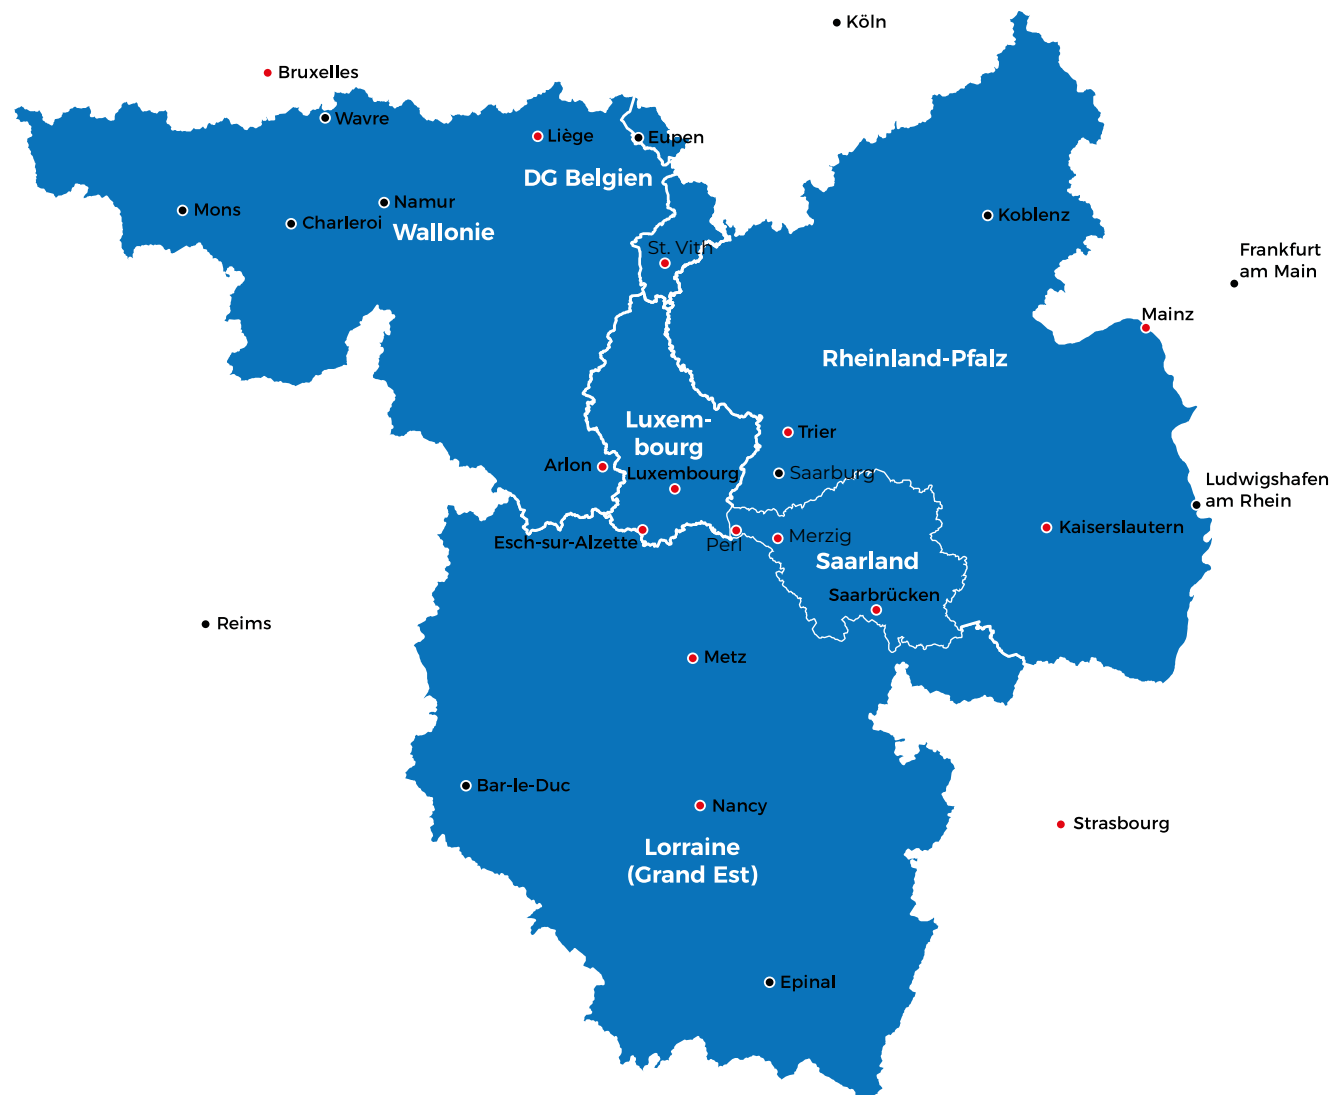 Köln
Bruxelles
Wavre
Liège
Eupen
DG Belgien
Namur
Mons
Charleroi
Wallonie
Koblenz
St. Vith
Frankfurt
am Main
Mainz
Rheinland-Pfalz
Luxem-
bourg
Trier
Arlon
Luxembourg
Saarburg
Ludwigshafen
am Rhein
Esch-sur-Alzette
Perl
Merzig
Kaiserslautern
Saarland
Saarbrücken
Reims
Metz
Bar-le-Duc
Nancy
Strasbourg
Lorraine
(Grand Est)
Epinal